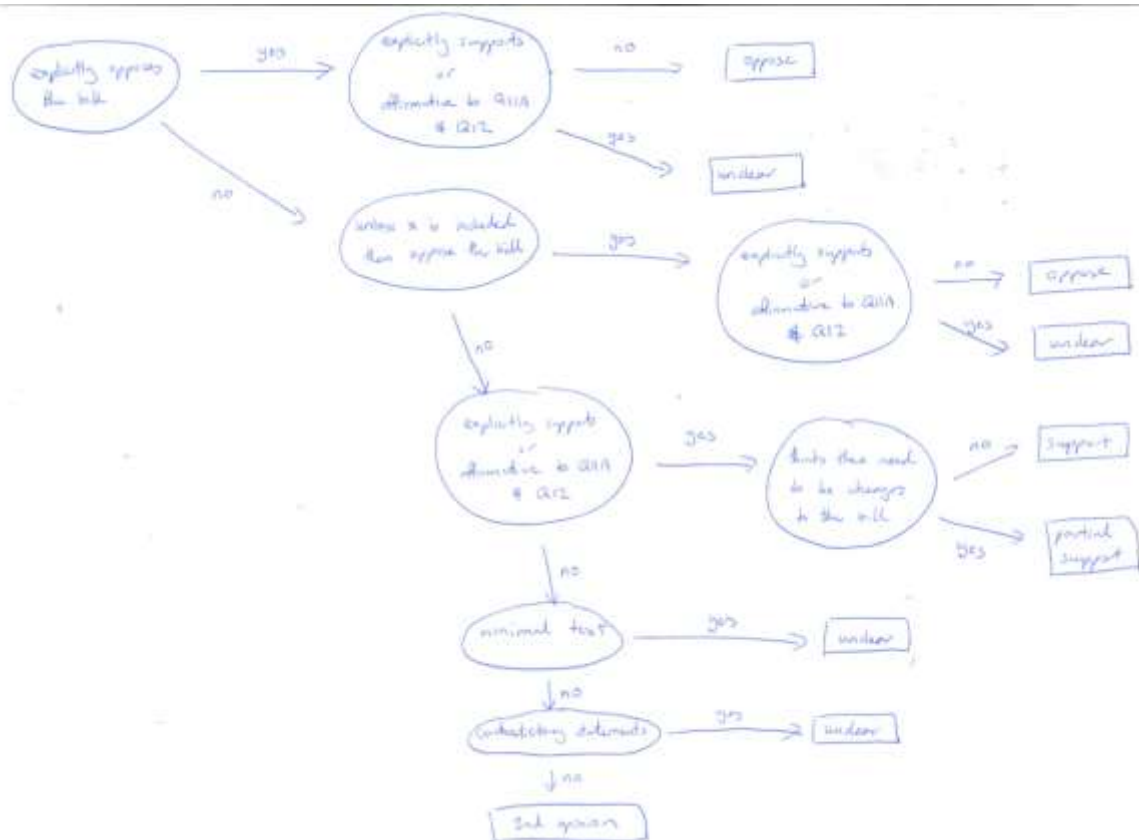 explicitly opposes
the bill
yes
explicitly supports
or
affirmative to Q11A
& Q12
no
oppose
yes
unclear
no
unless x is included
then oppose the bill
yes
explicitly supports
or
affirmative to Q11A
& Q12
no
oppose
yes
unclear
no
explicitly supports
or
affirmative to Q11A
& Q12
yes
thinks there need
to be changes
to the bill
no
support
yes
partial
support
no
minimal text
yes
unclear
no
contradictory statements
yes
unclear
no
2nd opinion